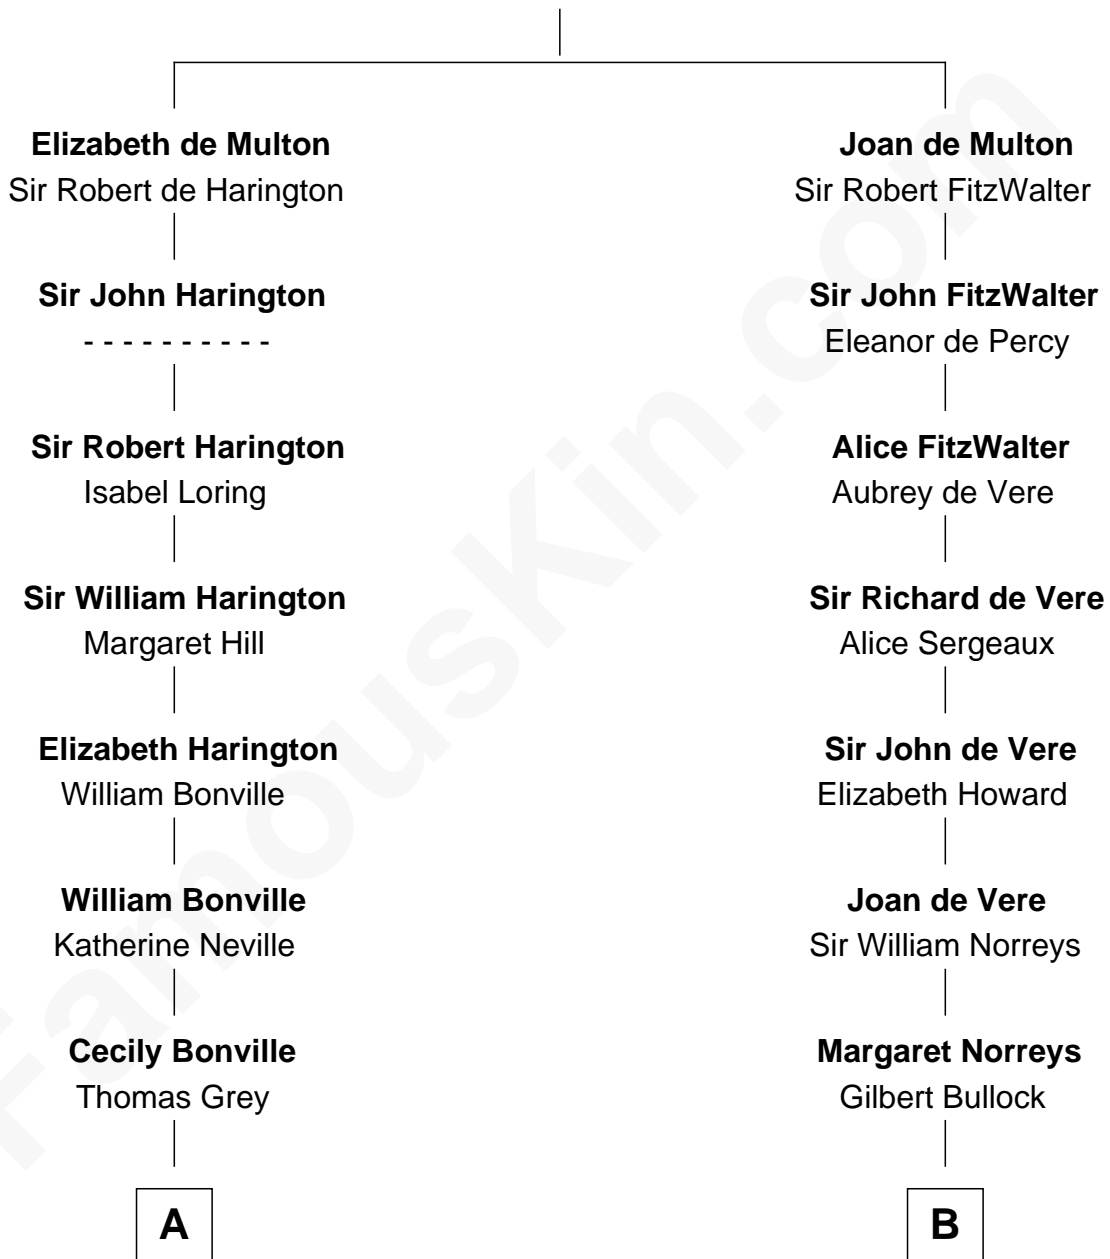 Elizabeth de Multon
Sir Robert de Harington
Joan de Multon
Sir Robert FitzWalter
Sir John Harington
- - - - - - - - - -
Sir John FitzWalter
Eleanor de Percy
Sir Robert Harington
Isabel Loring
Alice FitzWalter
Aubrey de Vere
Sir William Harington
Margaret Hill
Sir Richard de Vere
Alice Sergeaux
Elizabeth Harington
William Bonville
Sir John de Vere
Elizabeth Howard
William Bonville
Katherine Neville
Joan de Vere
Sir William Norreys
Cecily Bonville
Thomas Grey
Margaret Norreys
Gilbert Bullock
A
B
FamousKin.com